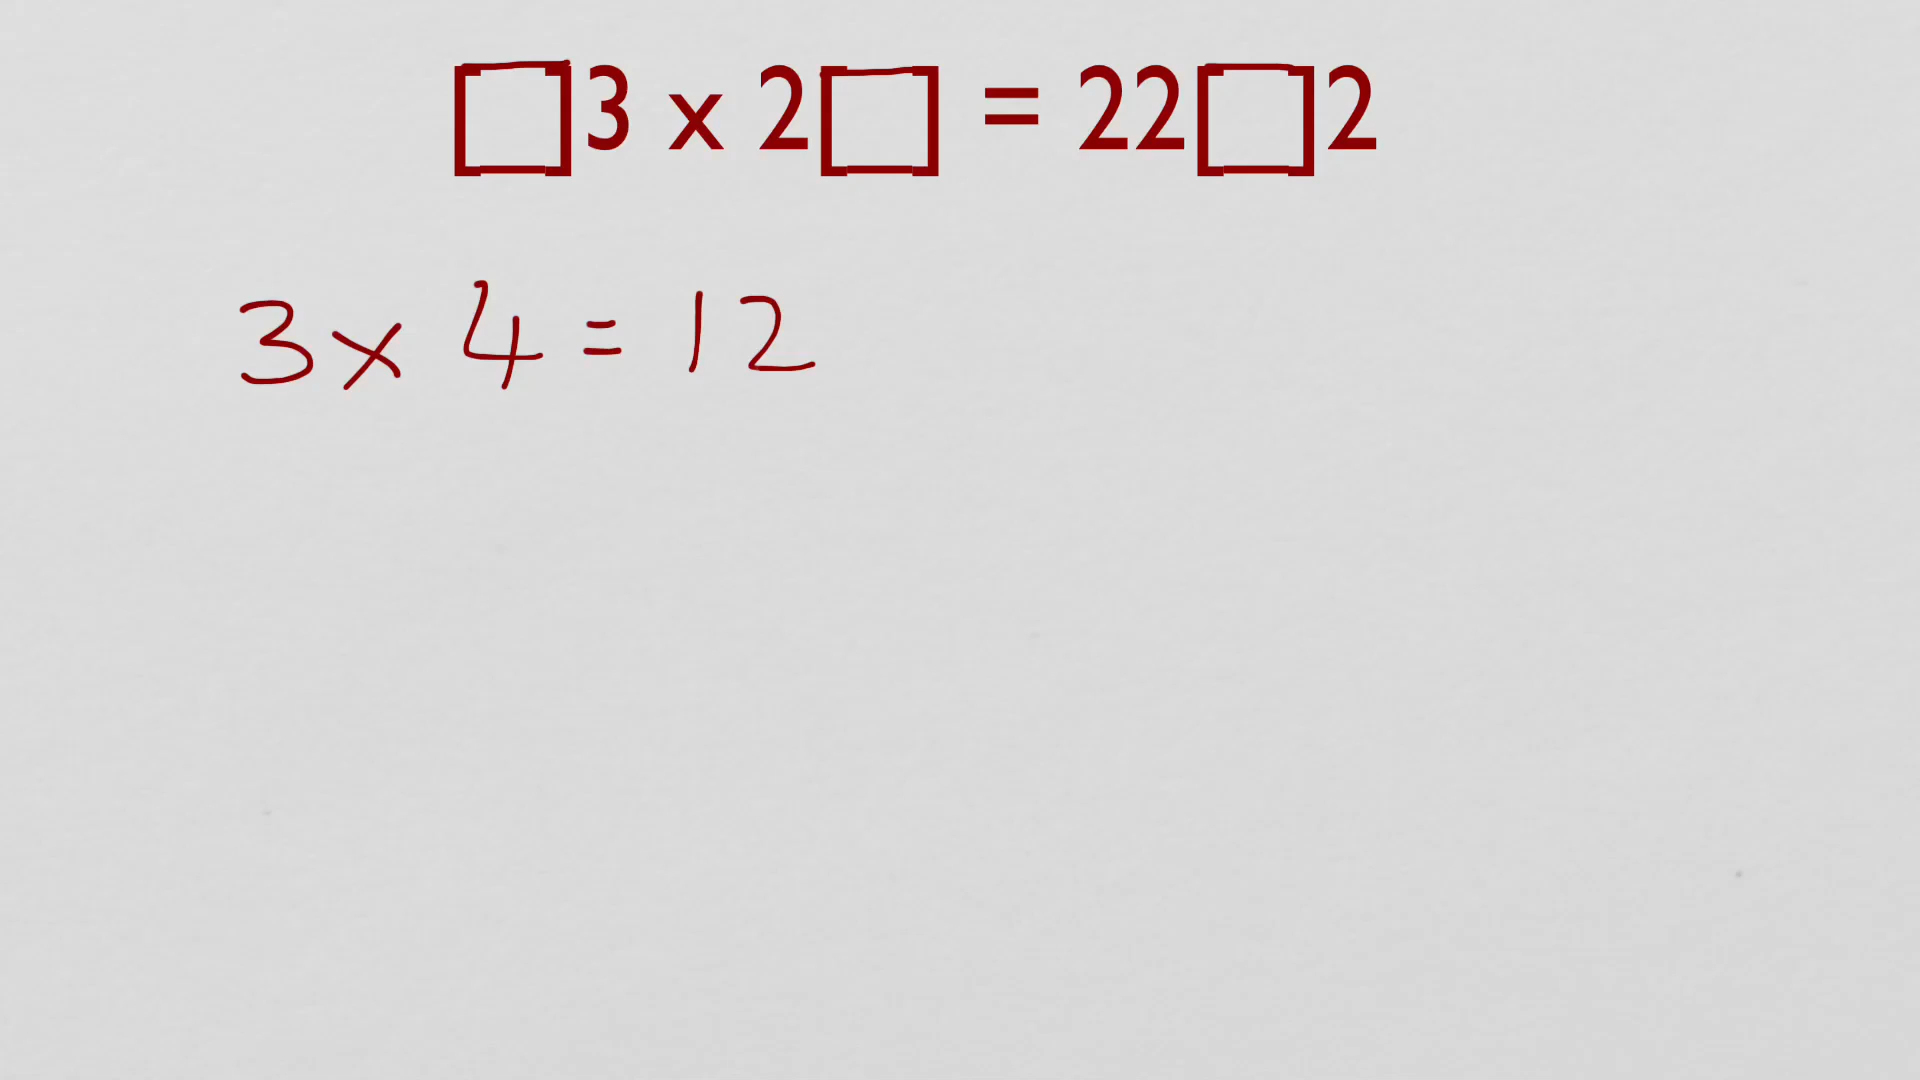 □3 x 2□ = 22□2
3 x 4 = 12